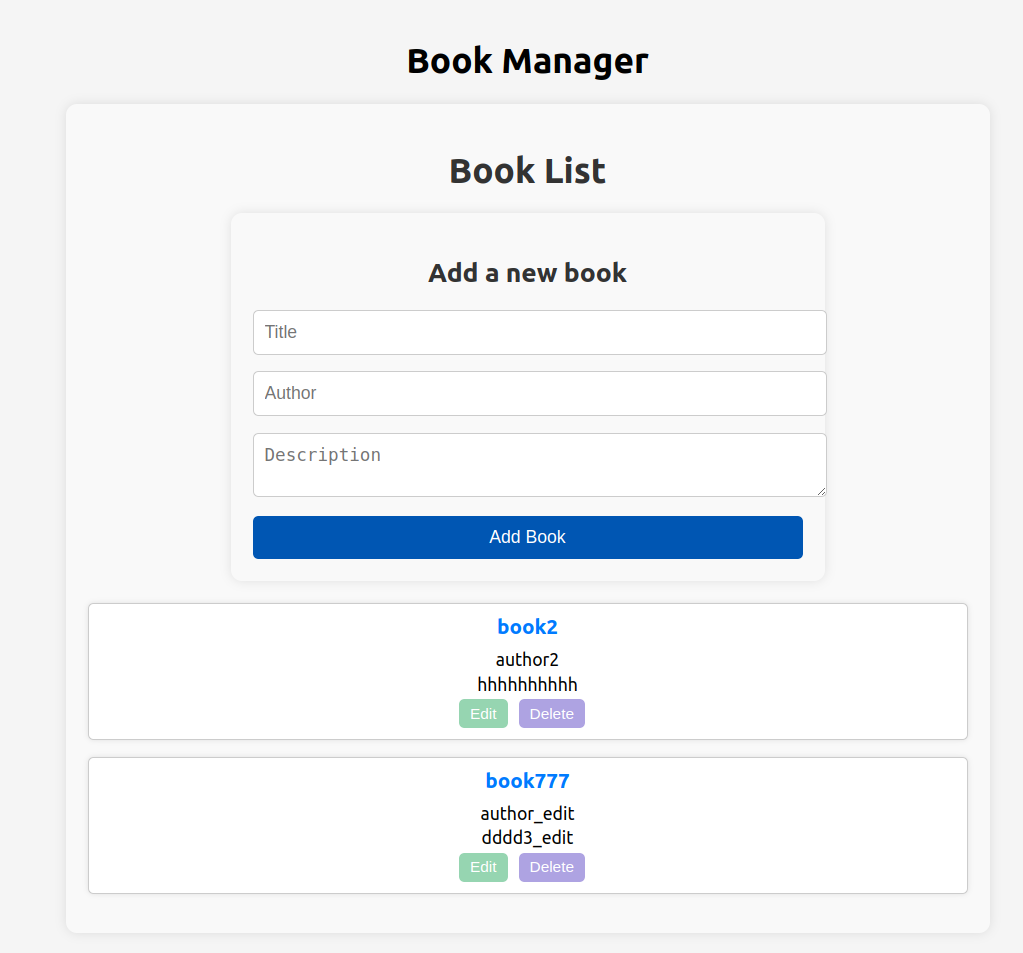 Book Manager
Book List
Add a new book
Title
Author
Description
Add Book
book2
author2
hhhhhhhhhh
Edit Delete
book777
author_edit
dddd3_edit
Edit Delete